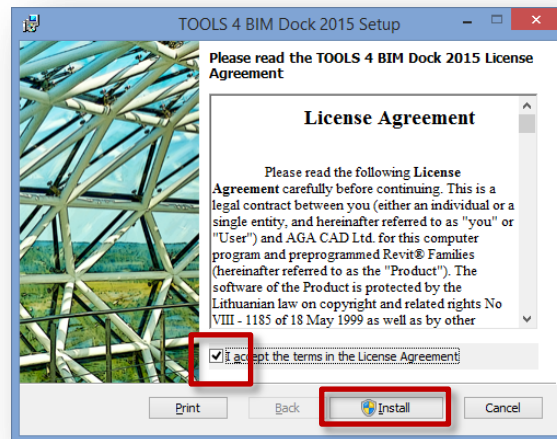 TOOLS 4 BIM Dock 2015 Setup
Please read the TOOLS 4 BIM Dock 2015 License
Agreement
License Agreement
Please read the following License
Agreement carefully before continuing. This is a
legal contract between you (either an individual or a
single entity, and hereinafter referred to as "you" or
"User") and AGA CAD Ltd. for this computer
program and preprogrammed Revit® Families
(hereinafter referred to as the "Product"). The
software of the Product is protected by the
Lithuanian law on copyright and related rights No
VIII - 1185 of 18 May 1999 as well as by other
I accept the terms in the License Agreement
Print Back Install Cancel